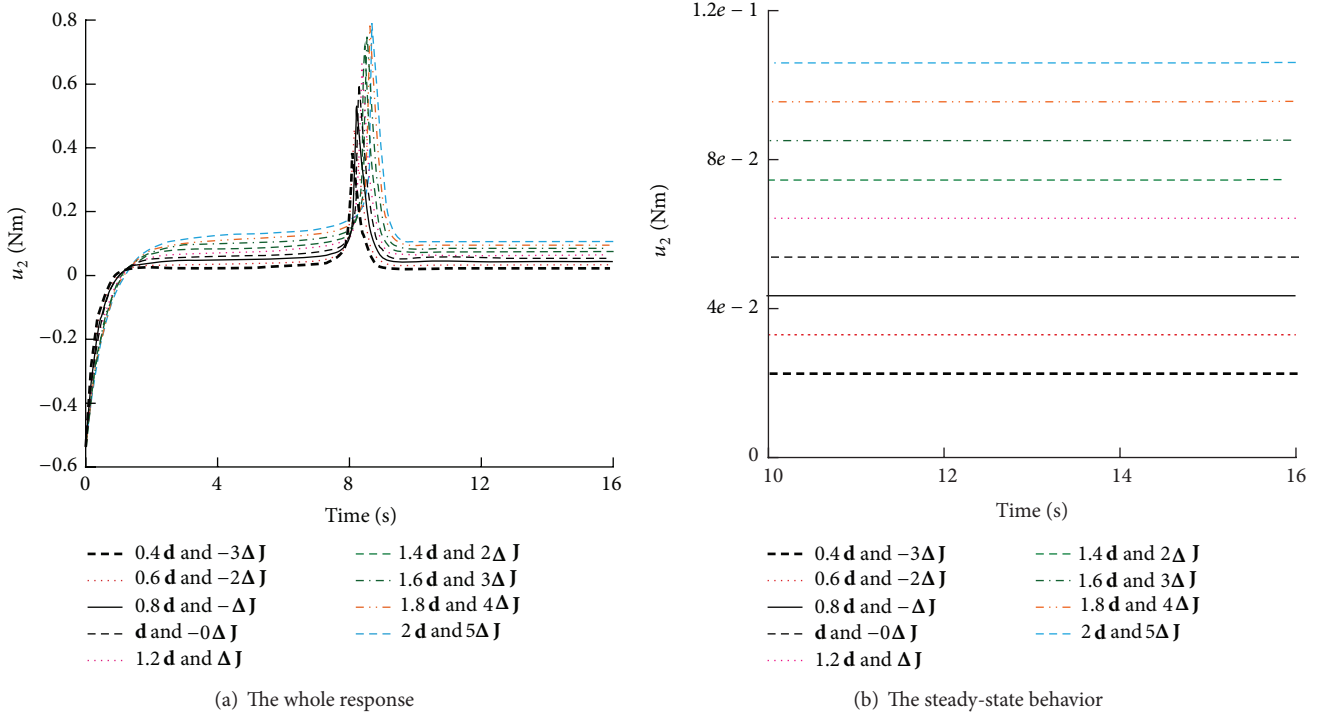 0.8
0.6
0.4
0.2
0
−0.2
−0.4
−0.6
u2 (Nm)
0 4 8 12 16
Time (s)
0.4 d and −3Δ J
0.6 d and −2Δ J
0.8 d and −Δ J
d and −0Δ J
1.2 d and Δ J
1.4 d and 2Δ J
1.6 d and 3Δ J
1.8 d and 4Δ J
2 d and 5Δ J
(a) The whole response
1.2e − 1
8e − 2
4e − 2
0
u2 (Nm)
10 12 14 16
Time (s)
0.4 d and −3Δ J
0.6 d and −2Δ J
0.8 d and −Δ J
d and −0Δ J
1.2 d and Δ J
1.4 d and 2Δ J
1.6 d and 3Δ J
1.8 d and 4Δ J
2 d and 5Δ J
(b) The steady-state behavior